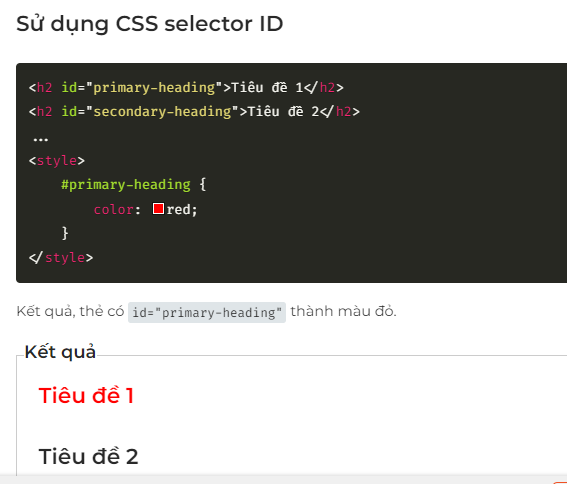 Sử dụng CSS selector ID
<h2 id="primary-heading">Tiêu đề 1</h2>
<h2 id="secondary-heading">Tiêu đề 2</h2>
...
<style>
    #primary-heading {
        color: red;
    }
</style>
Kết quả, thẻ có id="primary-heading" thành màu đỏ.
Kết quả
Tiêu đề 1
Tiêu đề 2